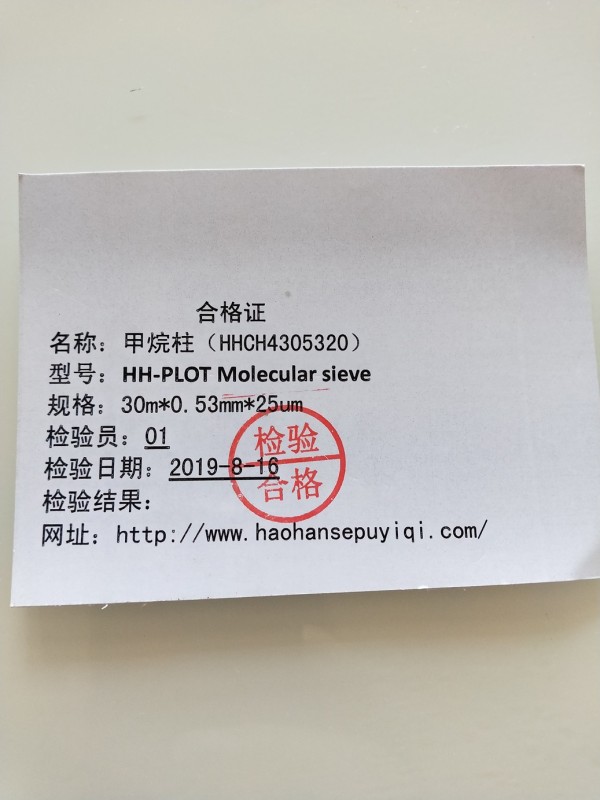 合格证
名称：甲烷柱（HHCH4305320）
型号：HH-PLOT Molecular sieve
规格：30m*0.53mm*25um
检验员：01
检验日期：2019-8-16
检验结果：
检验
合格
网址：http://www.haohansepuyiqi.com/